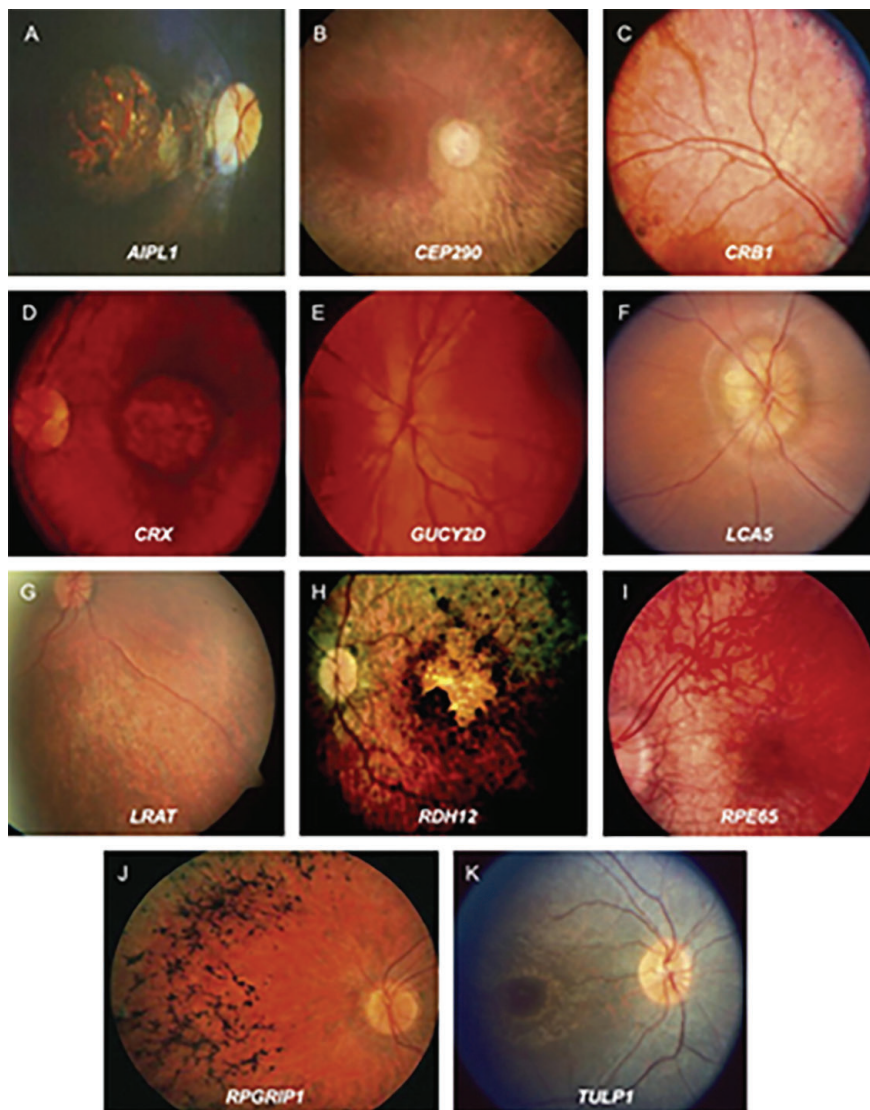 A
AIPL1
B
CEP290
C
CRB1
D
CRX
E
GUCY2D
F
LCA5
G
LRAT
H
RDH12
I
RPE65
J
RPGRIP1
K
TULP1